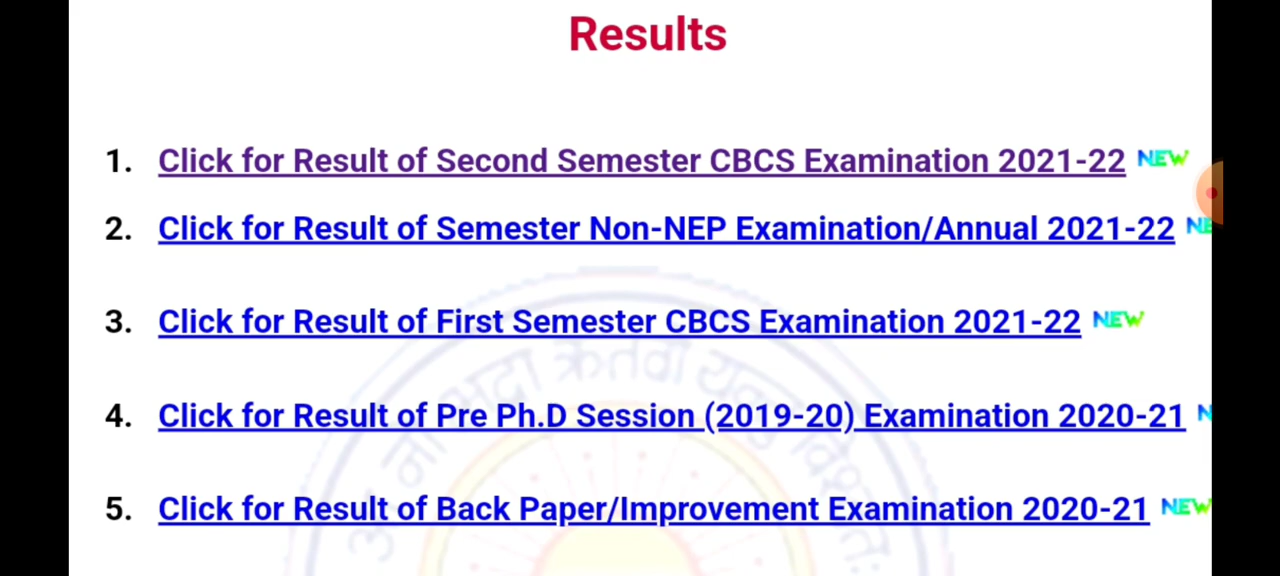 Results
1. Click for Result of Second Semester CBCS Examination 2021-22 NEW
2. Click for Result of Semester Non-NEP Examination/Annual 2021-22
3. Click for Result of First Semester CBCS Examination 2021-22 NEW
4. Click for Result of Pre Ph.D Session (2019-20) Examination 2020-21
5. Click for Result of Back Paper/Improvement Examination 2020-21 NEW